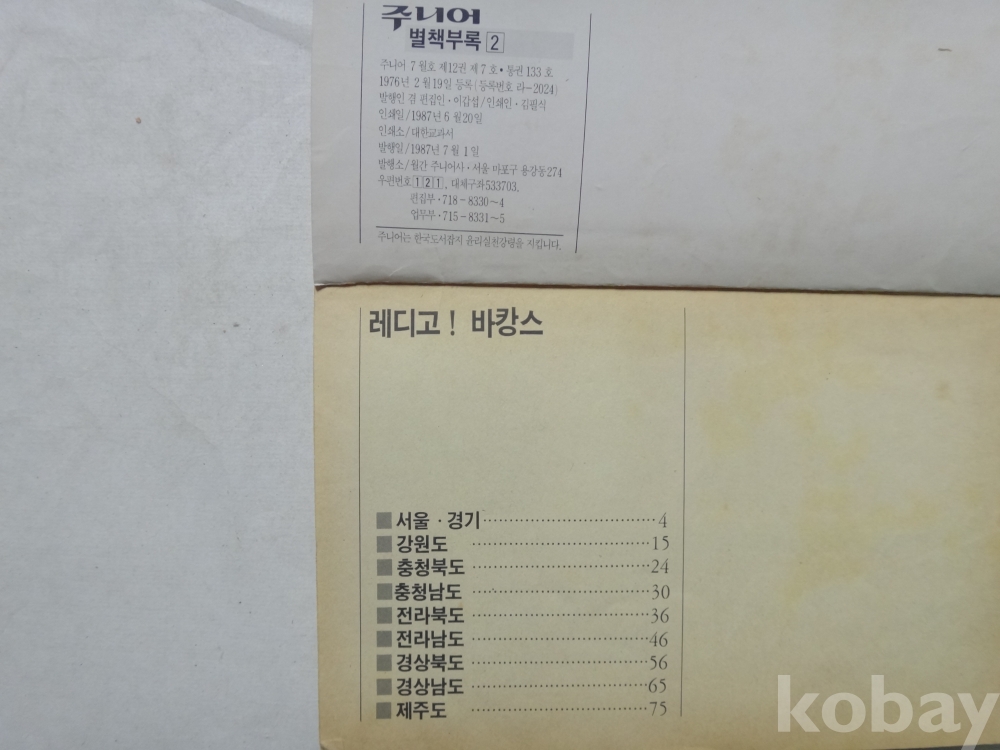 주니어
별책부록 2
주니어 7월호 제12권 제7호•통권 133호
1976년 2월19일 등록(등록번호 라-2024)
발행인 겸 편집인·이갑섭/인쇄인·김필식
인쇄일/1987년 6월20일
인쇄소/대한교과서
발행일/1987년 7월 1일
발행소/월간 주니어사·서울 마포구 용강동274
우편번호 1 2 1, 대체구좌533703,
편집부·718-8330~4
업무부·715-8331~5
주니어는 한국도서잡지 윤리실천강령을 지킵니다.
레디고! 바캉스
■서울·경기 4
■강원도 15
■충청북도 24
■충청남도 30
■전라북도 36
■전라남도 46
■경상북도 56
■경상남도 65
■제주도 75
kobay